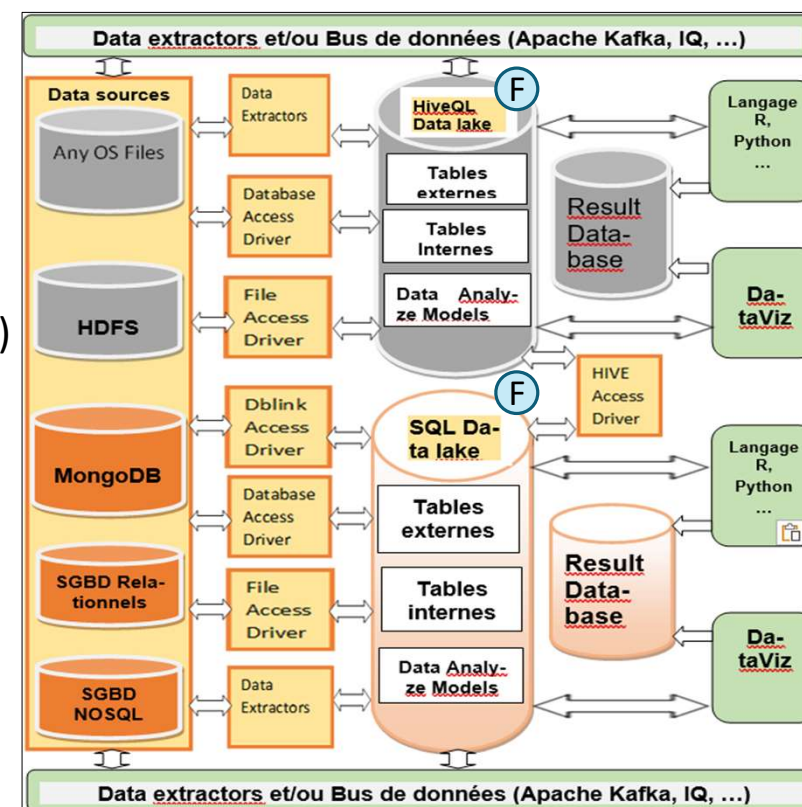 Data extractors et/ou Bus de données (Apache Kafka, IQ, …)
Data sources
Any OS Files
HDFS
MongoDB
SGBD Rela-
tionnels
SGBD
NOSQL
)
Data
Extractors
Database
Access
Driver
File
Access
Driver
Dblink
Access
Driver
Database
Access
Driver
File
Access
Driver
Data
Extractors
F
HiveQL
Data lake
Tables
externes
Tables
Internes
Data Analy-
ze Models
F
SQL Da-
ta lake
Tables
externes
Tables
internes
Data Analy-
ze Models
HIVE
Access
Driver
Result
Data-
base
Result
Data-
base
Langage
R,
Python
...
Da-
taViz
Langage
R,
Python
...
Da-
taViz
Data extractors et/ou Bus de données (Apache Kafka, IQ, …)